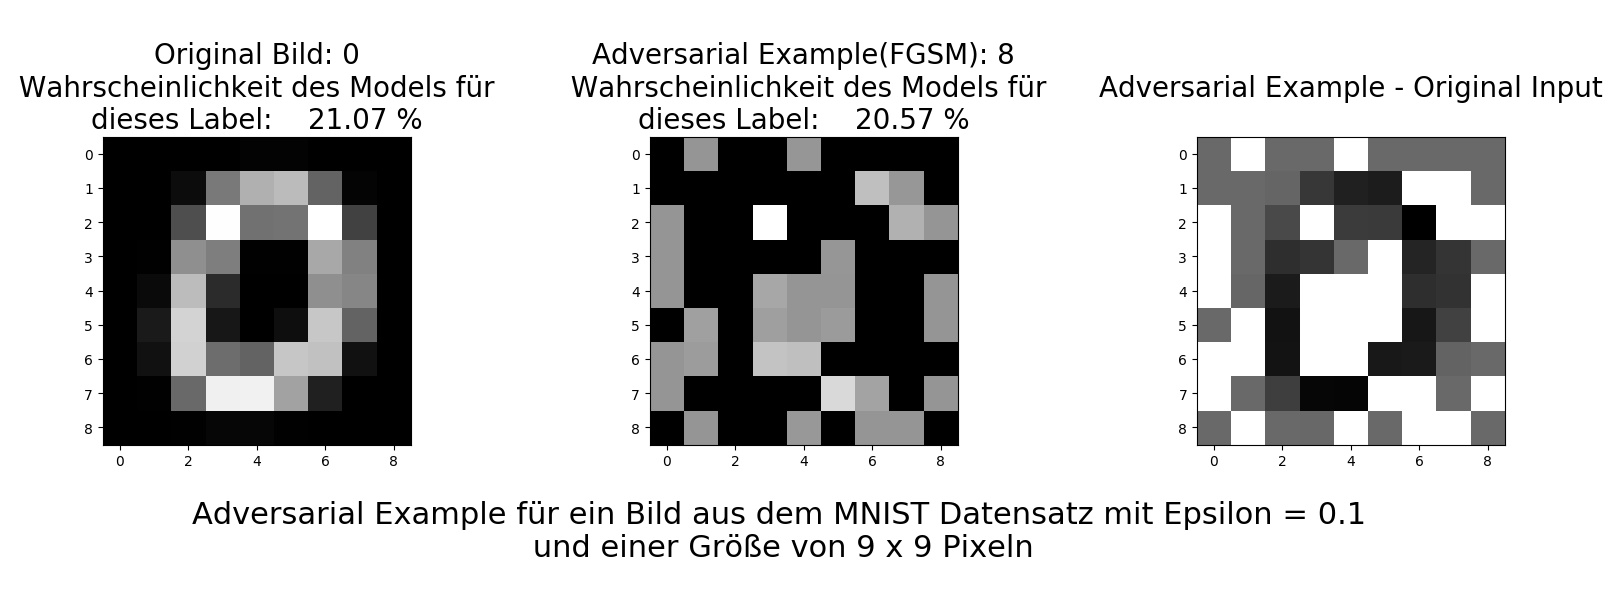 Original Bild: 0
Wahrscheinlichkeit des Models für
dieses Label: 21.07 %
Adversarial Example(FGSM): 8
Wahrscheinlichkeit des Models für
dieses Label: 20.57 %
Adversarial Example - Original Input
0
1
2
3
4
5
6
7
8
0 2 4 6 8
0
1
2
3
4
5
6
7
8
0 2 4 6 8
0
1
2
3
4
5
6
7
8
0 2 4 6 8
Adversarial Example für ein Bild aus dem MNIST Datensatz mit Epsilon = 0.1
und einer Größe von 9 x 9 Pixeln